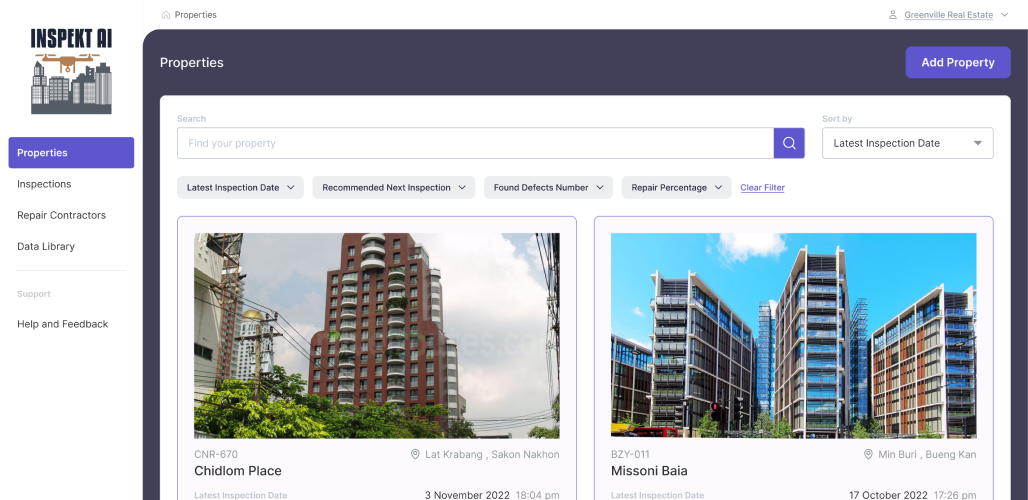 Properties
Greenville Real Estate
INSPEKT AI
Properties
Add Property
Properties
Inspections
Repair Contractors
Data Library
Support
Help and Feedback
Search
Find your property
Sort by
Latest Inspection Date
Latest Inspection Date
Recommended Next Inspection
Found Defects Number
Repair Percentage
Clear Filter
CNR-670
Lat Krabang , Sakon Nakhon
Chidlom Place
Latest Inspection Date
3 November 2022 18:04 pm
BZY-011
Min Buri , Bueng Kan
Missoni Baia
Latest Inspection Date
17 October 2022 17:26 pm